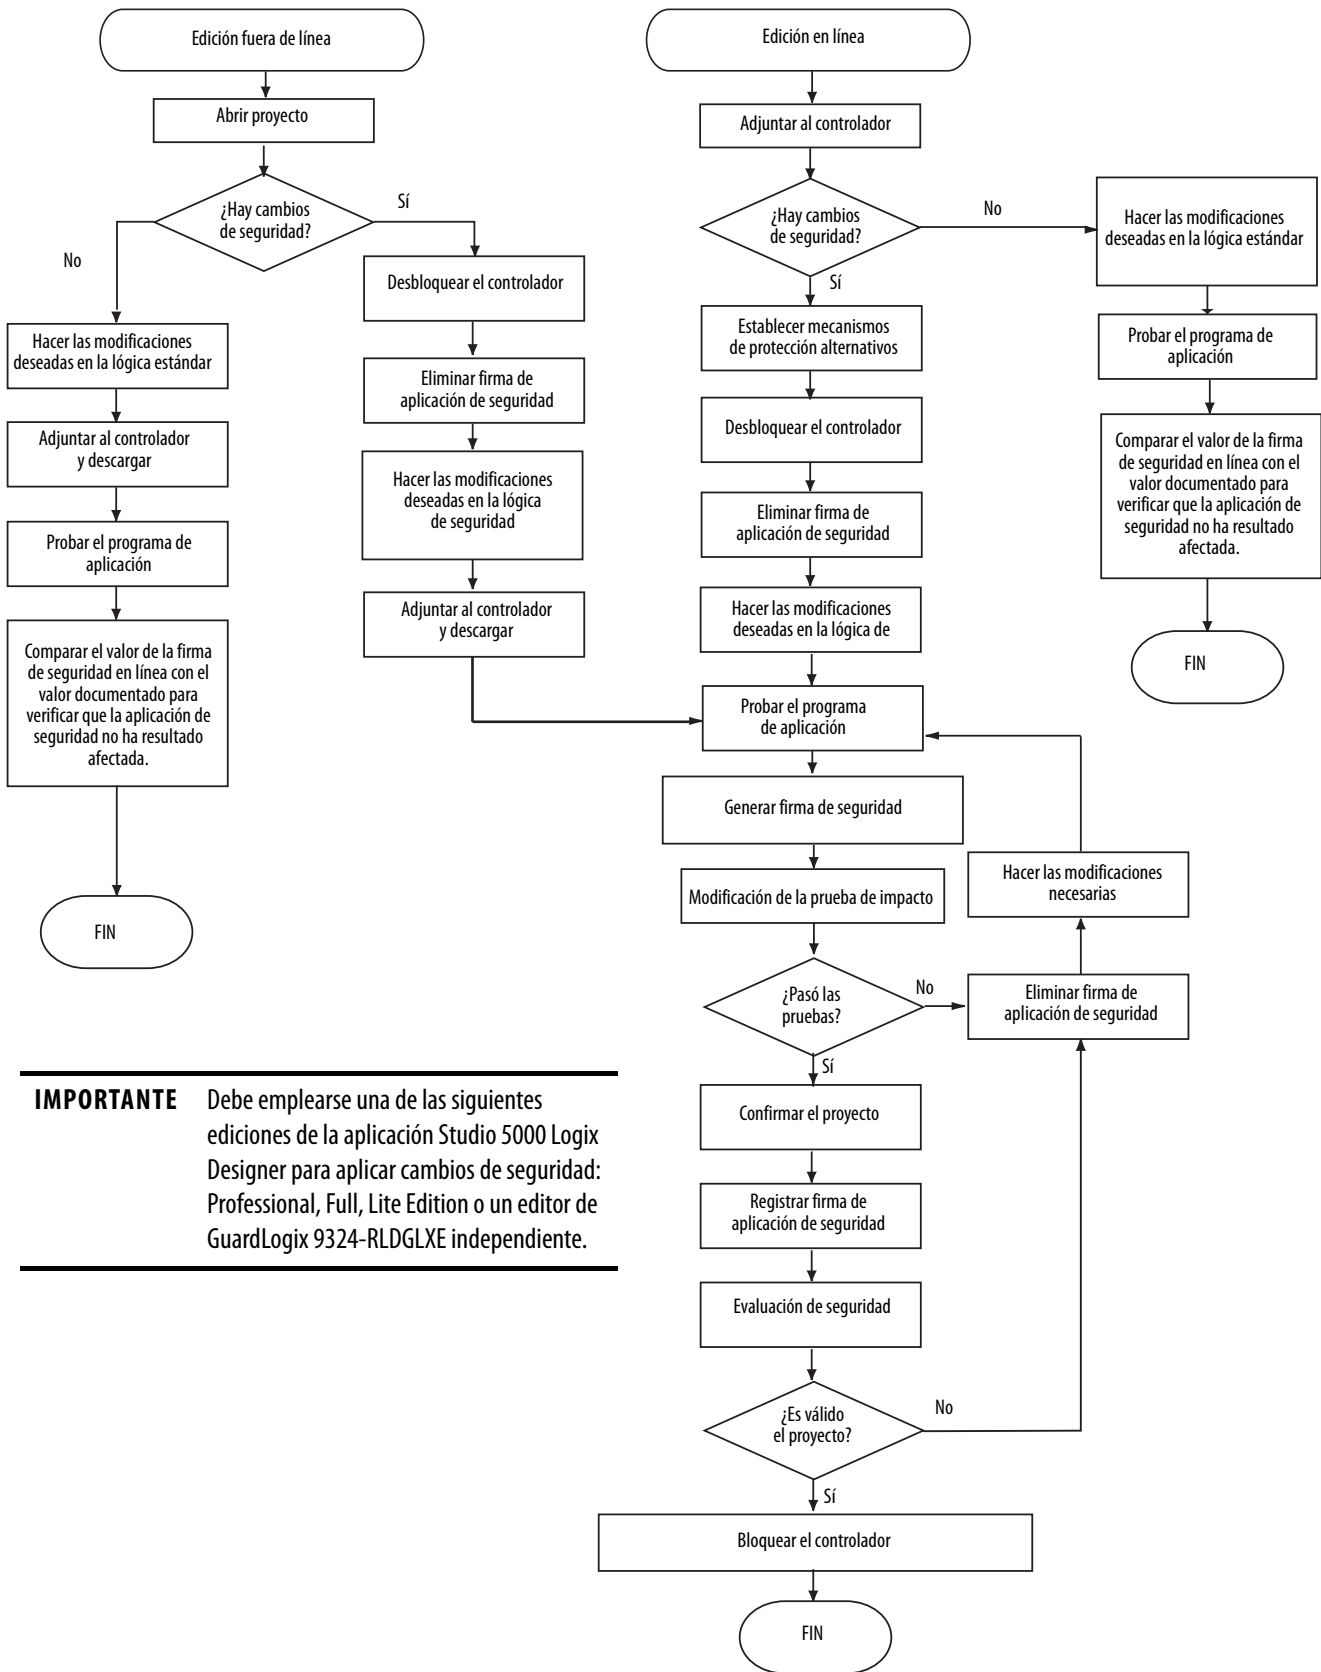 Edición fuera de línea
Abrir proyecto
¿Hay cambios
de seguridad?
Sí
No
Desbloquear el controlador
Eliminar firma de
aplicación de seguridad
Hacer las modificaciones
deseadas en la lógica
de seguridad
Adjuntar al controlador
y descargar
Hacer las modificaciones
deseadas en la lógica estándar
Adjuntar al controlador
y descargar
Probar el programa de
aplicación
Comparar el valor de la firma
de seguridad en línea con el
valor documentado para
verificar que la aplicación de
seguridad no ha resultado
afectada.
FIN
Edición en línea
Adjuntar al controlador
¿Hay cambios
de seguridad?
No
Sí
Hacer las modificaciones
deseadas en la lógica estándar
Probar el programa de
aplicación
Comparar el valor de la firma
de seguridad en línea con el
valor documentado para
verificar que la aplicación de
seguridad no ha resultado
afectada.
FIN
Establecer mecanismos
de protección alternativos
Desbloquear el controlador
Eliminar firma de
aplicación de seguridad
Hacer las modificaciones
deseadas en la lógica de
Probar el programa
de aplicación
Generar firma de seguridad
Modificación de la prueba de impacto
¿Pasó las
pruebas?
No
Eliminar firma de
aplicación de seguridad
Hacer las modificaciones
necesarias
Sí
Confirmar el proyecto
Registrar firma de
aplicación de seguridad
Evaluación de seguridad
¿Es válido
el proyecto?
No
Sí
Bloquear el controlador
FIN
IMPORTANTE Debe emplearse una de las siguientes
ediciones de la aplicación Studio 5000 Logix
Designer para aplicar cambios de seguridad:
Professional, Full, Lite Edition o un editor de
GuardLogix 9324-RLDGLXE independiente.